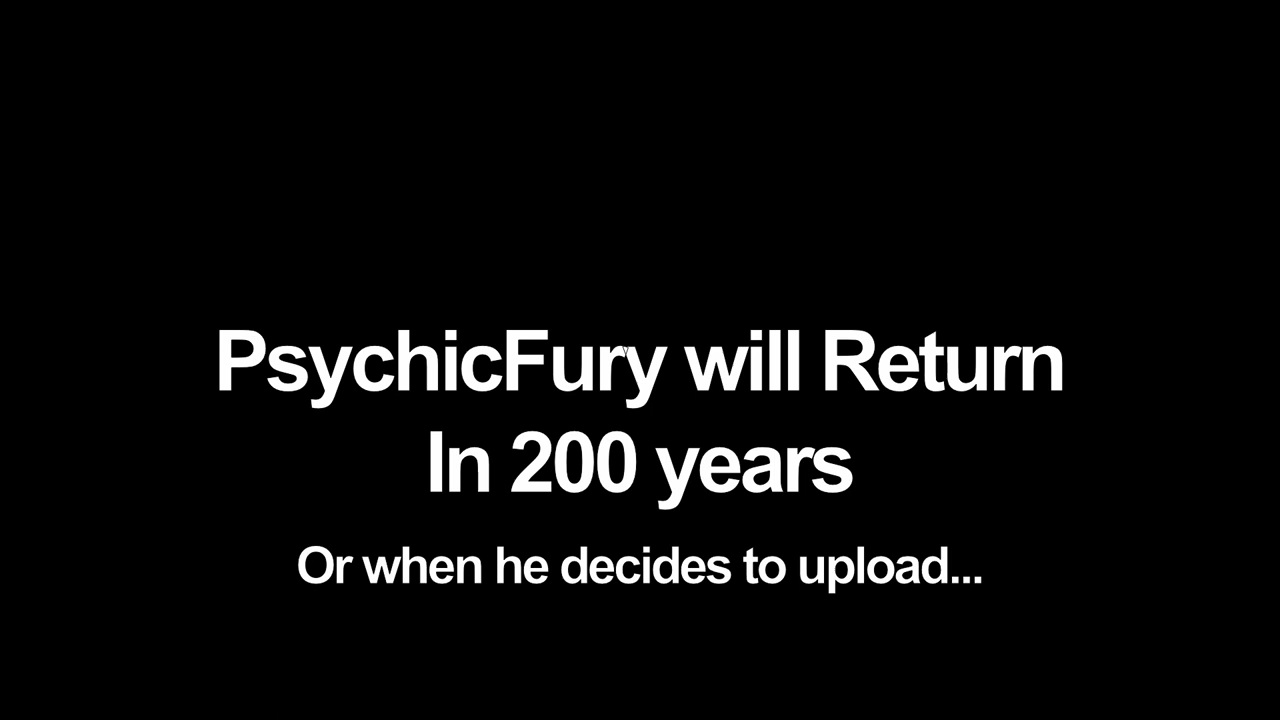 PsychicFury will Return
In 200 years
Or when he decides to upload...